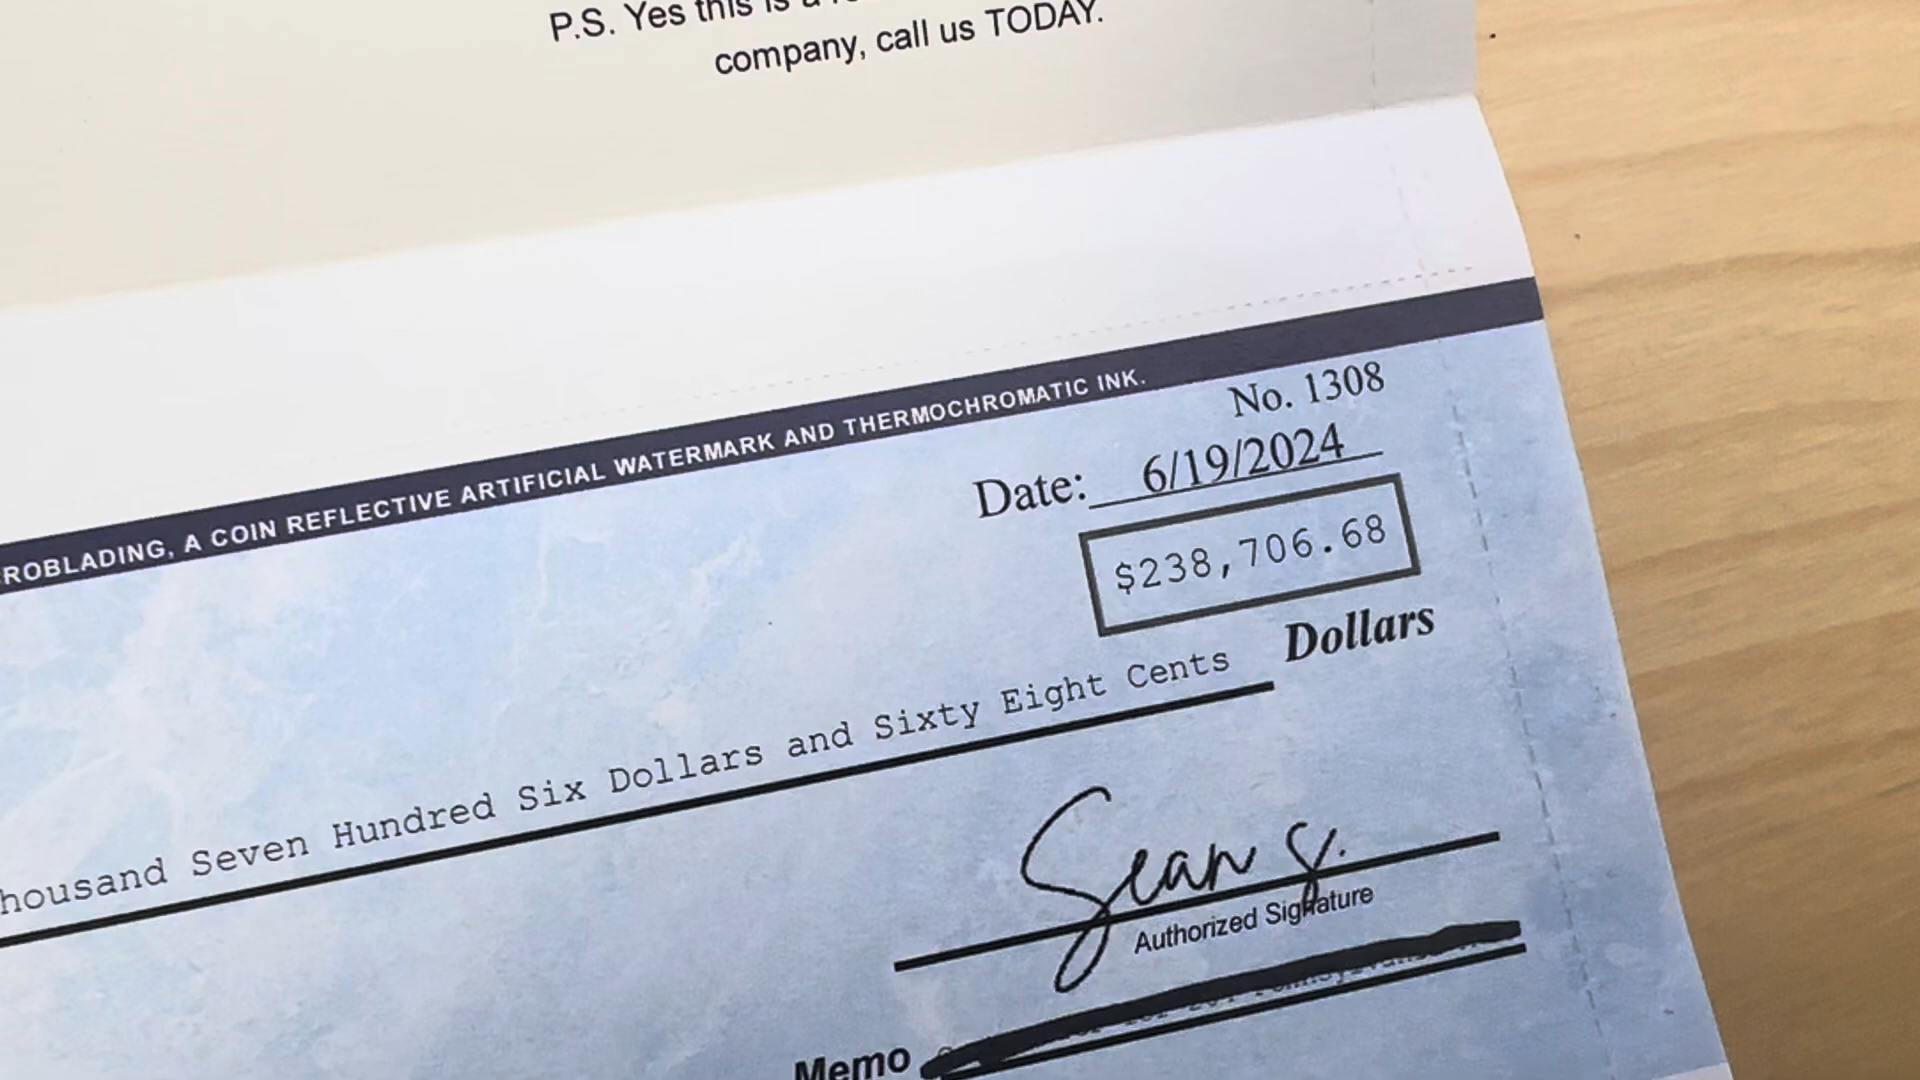 P.S. Yes this is a
company, call us TODAY.
ROBLADING, A COIN REFLECTIVE ARTIFICIAL WATERMARK AND THERMOCHROMATIC INK.
No. 1308
Date: 6/19/2024
$238,706.68
housand Seven Hundred Six Dollars and Sixty Eight Cents Dollars
Sean S.
Authorized Signature
Memo